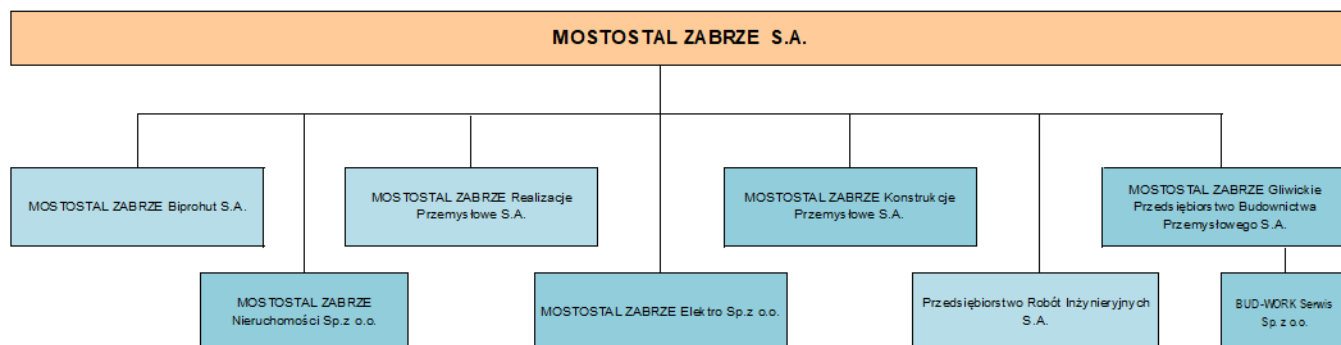 MOSTOSTAL ZABRZE S.A.
MOSTOSTAL ZABRZE Biprohut S.A.
MOSTOSTAL ZABRZE Realizacje
Przemysłowe S.A.
MOSTOSTAL ZABRZE Konstrukcje
Przemysłowe S.A.
MOSTOSTAL ZABRZE Gliwickie
Przedsiębiorstwo Budownictwa
Przemysłowego S.A.
MOSTOSTAL ZABRZE
Nieruchomości Sp.z o.o.
MOSTOSTAL ZABRZE Elektro Sp.z o.o.
Przedsiębiorstwo Robót Inżynieryjnych
S.A.
BUD-WORK Serwis
Sp. z o.o.